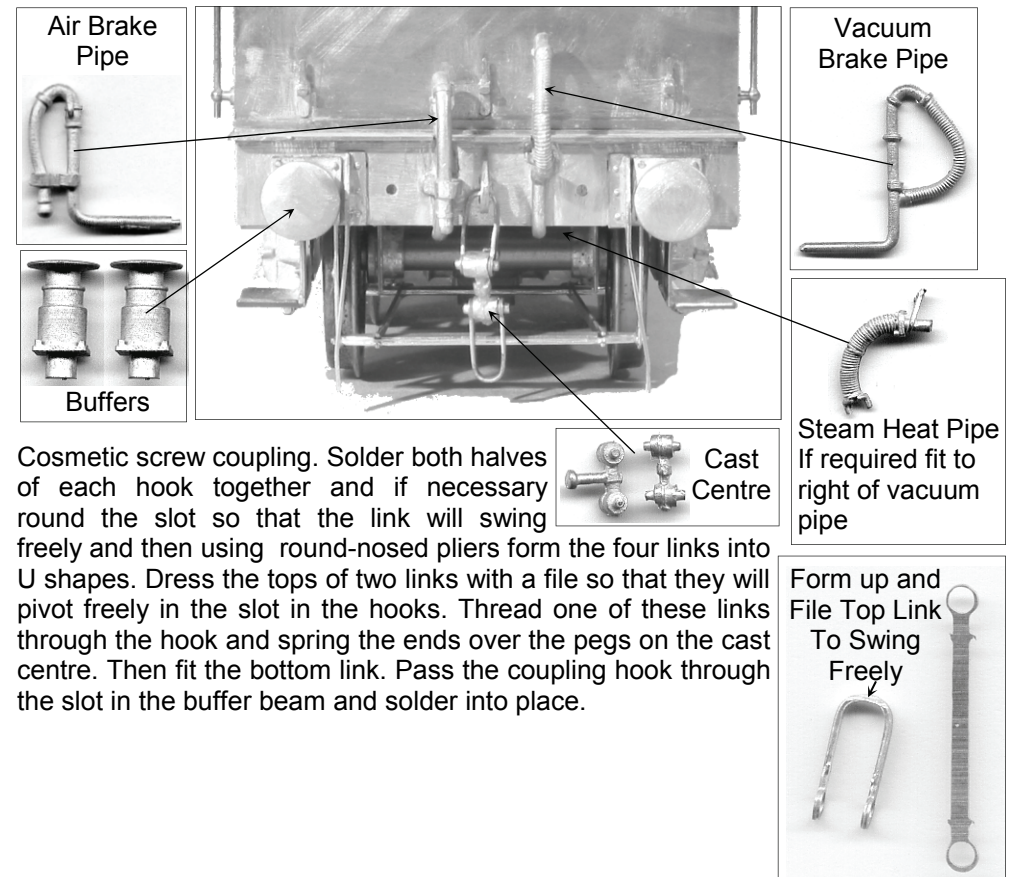 Air Brake
Pipe
Vacuum
Brake Pipe
Buffers
Steam Heat Pipe
If required fit to
right of vacuum
pipe
Cast
Centre
Cosmetic screw coupling. Solder both halves
of each hook together and if necessary
round the slot so that the link will swing
freely and then using round-nosed pliers form the four links into
U shapes. Dress the tops of two links with a file so that they will
pivot freely in the slot in the hooks. Thread one of these links
through the hook and spring the ends over the pegs on the cast
centre. Then fit the bottom link. Pass the coupling hook through
the slot in the buffer beam and solder into place.
Form up and
File Top Link
To Swing
Freely